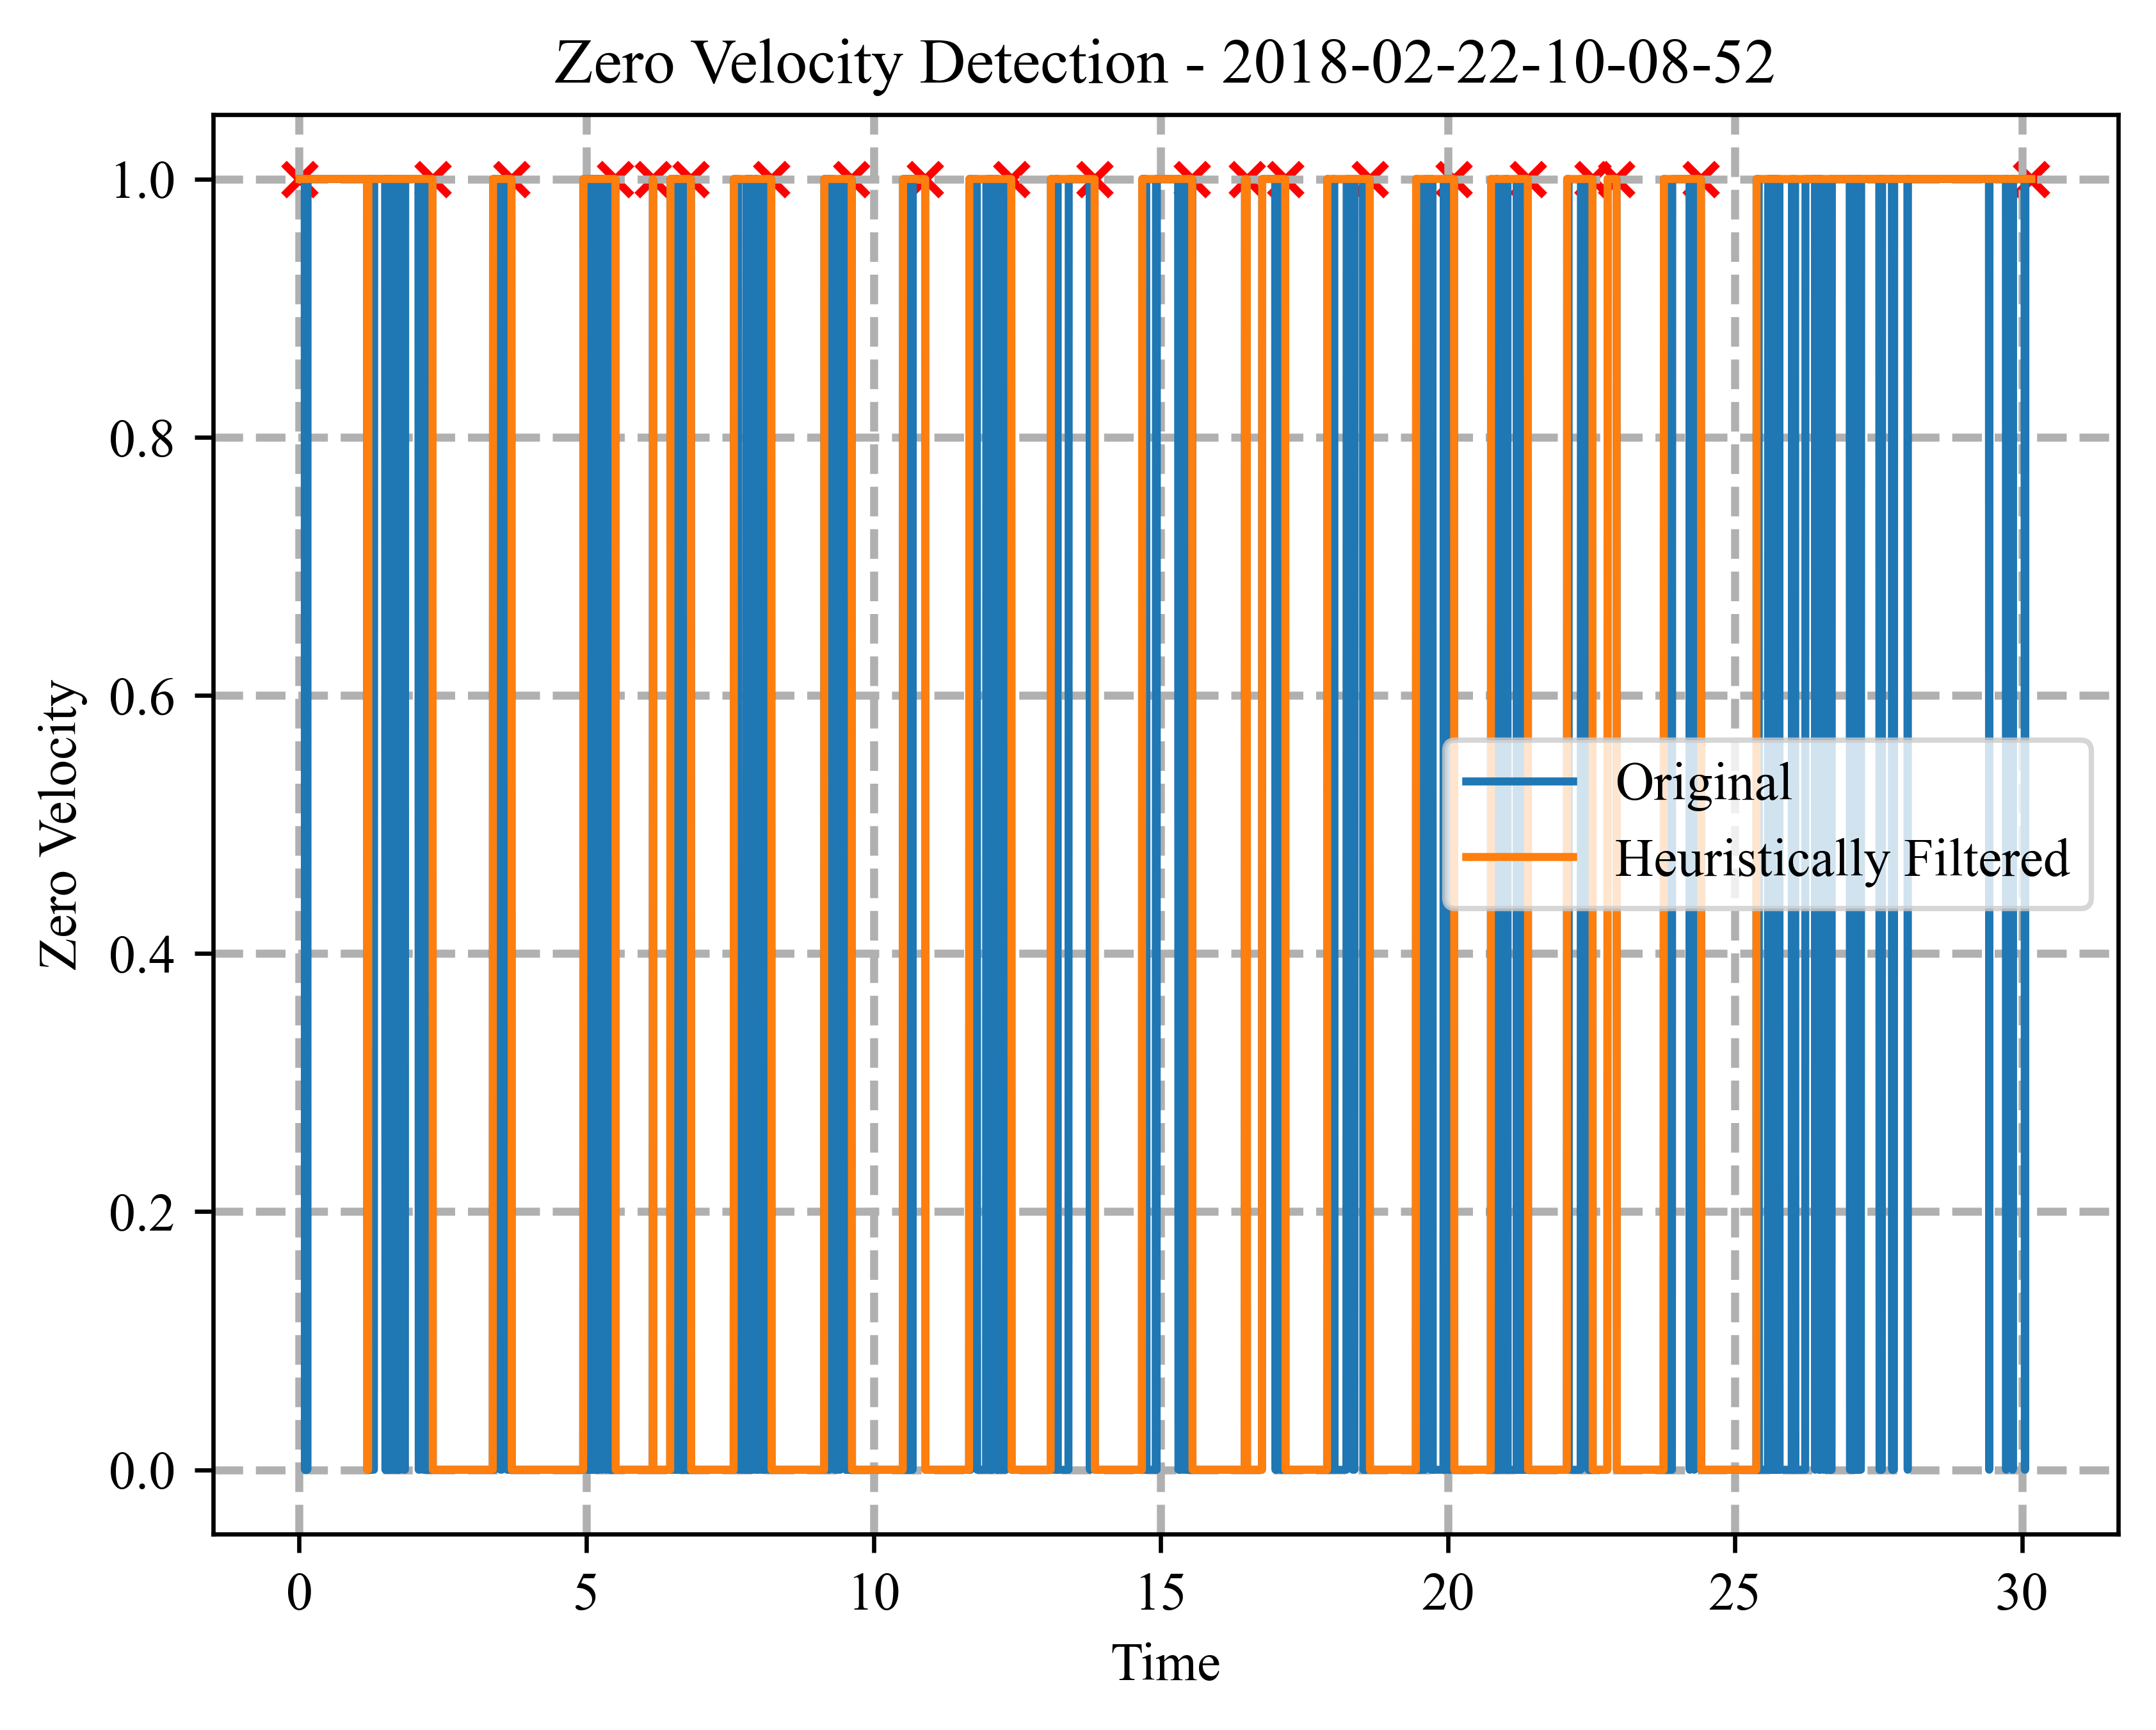 Zero Velocity Detection - 2018-02-22-10-08-52
Zero Velocity
1.0
0.8
0.6
0.4
0.2
0.0
Original
Heuristically Filtered
0 5 10 15 20 25 30
Time